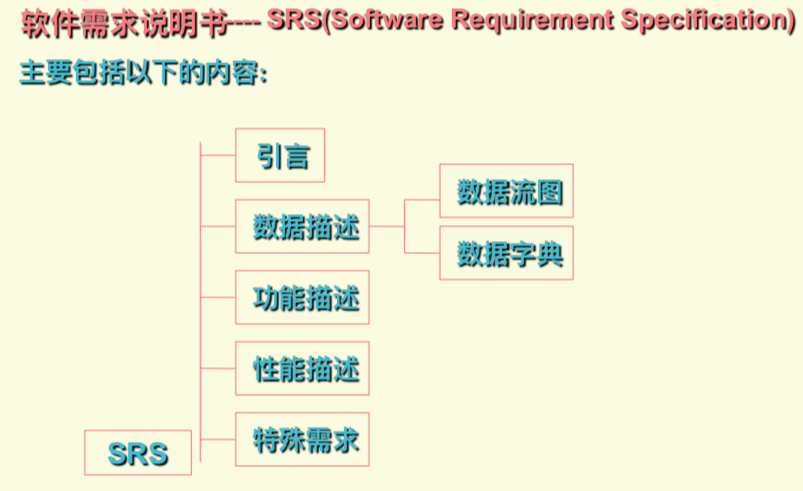 软件需求说明书---- SRS(Software Requirement Specification)
主要包括以下的内容:
引言
数据描述
数据流图
数据字典
功能描述
性能描述
特殊需求
SRS